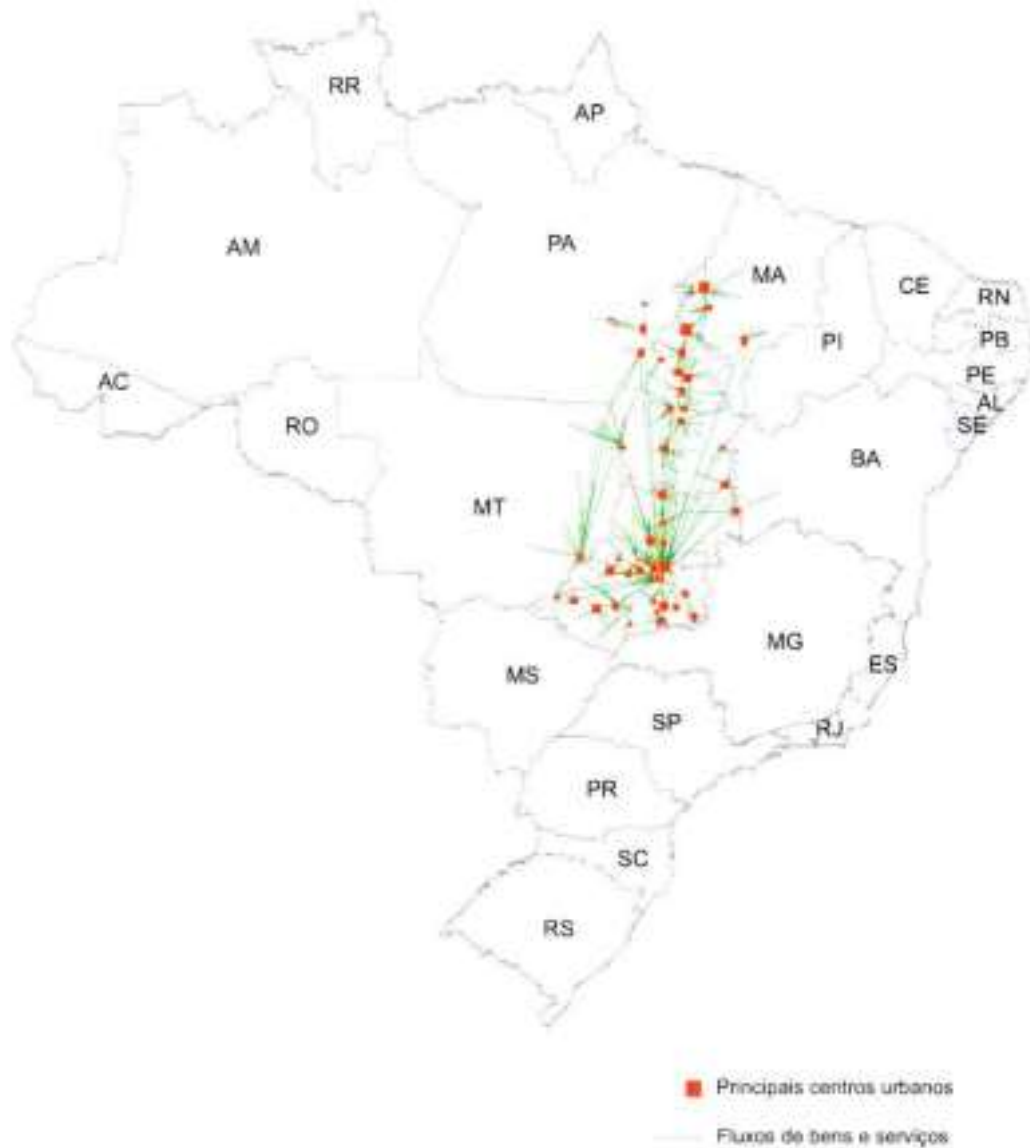 RR
AP
AM
PA
MA
CE
RN
PB
PI
PE
AC
AL
SE
RO
BA
MT
MG
ES
MS
SP
RJ
PR
SC
RS
Principais centros urbanos
Fluxos de bens e serviços